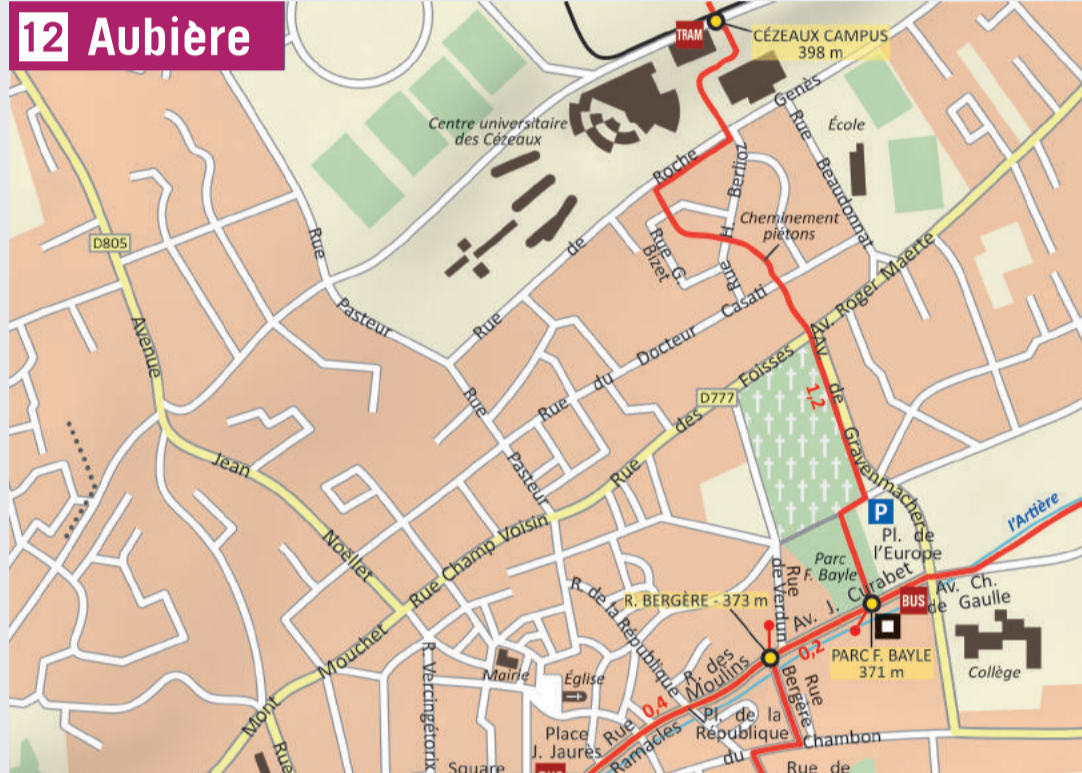 12 Aubière
TRAM
CÉZEAUX CAMPUS
398 m
Genès
Centre universitaire
des Cézeaux
École
Rue Beaudonnat
Roche
Rue H Berlioz
Cheminement
piétons
Rue G.
Bizet
D805
Rue
de
Av. Roger Maerte
Pasteur
Rue
Casati
Docteur
du
Rue
Avenue
Av. de Gravenmachers
Foisses
1,2
D777
des
Rue
Rue
Pasteur
Jean
Noellet
Rue Champ Voisin
P
Pl. de
l'Europe
l'Artière
Parc
F. Bayle
Rue
de Verdun
Av. J. Curabet
BUS
Av. Ch.
de Gaulle
R. de la République
R. BERGÈRE - 373 m
0,2
PARC F. BAYLE
371 m
Collège
Mouchet
Mont
Rue
R. Vercingétorix
Mairie
Église
R. des
Moulins
0,4
Rue
Bergère
Pl. de la
République
Place
J. Jaurès
Rue
Ramacles
Chambon
du
Rue de
Square
BUS